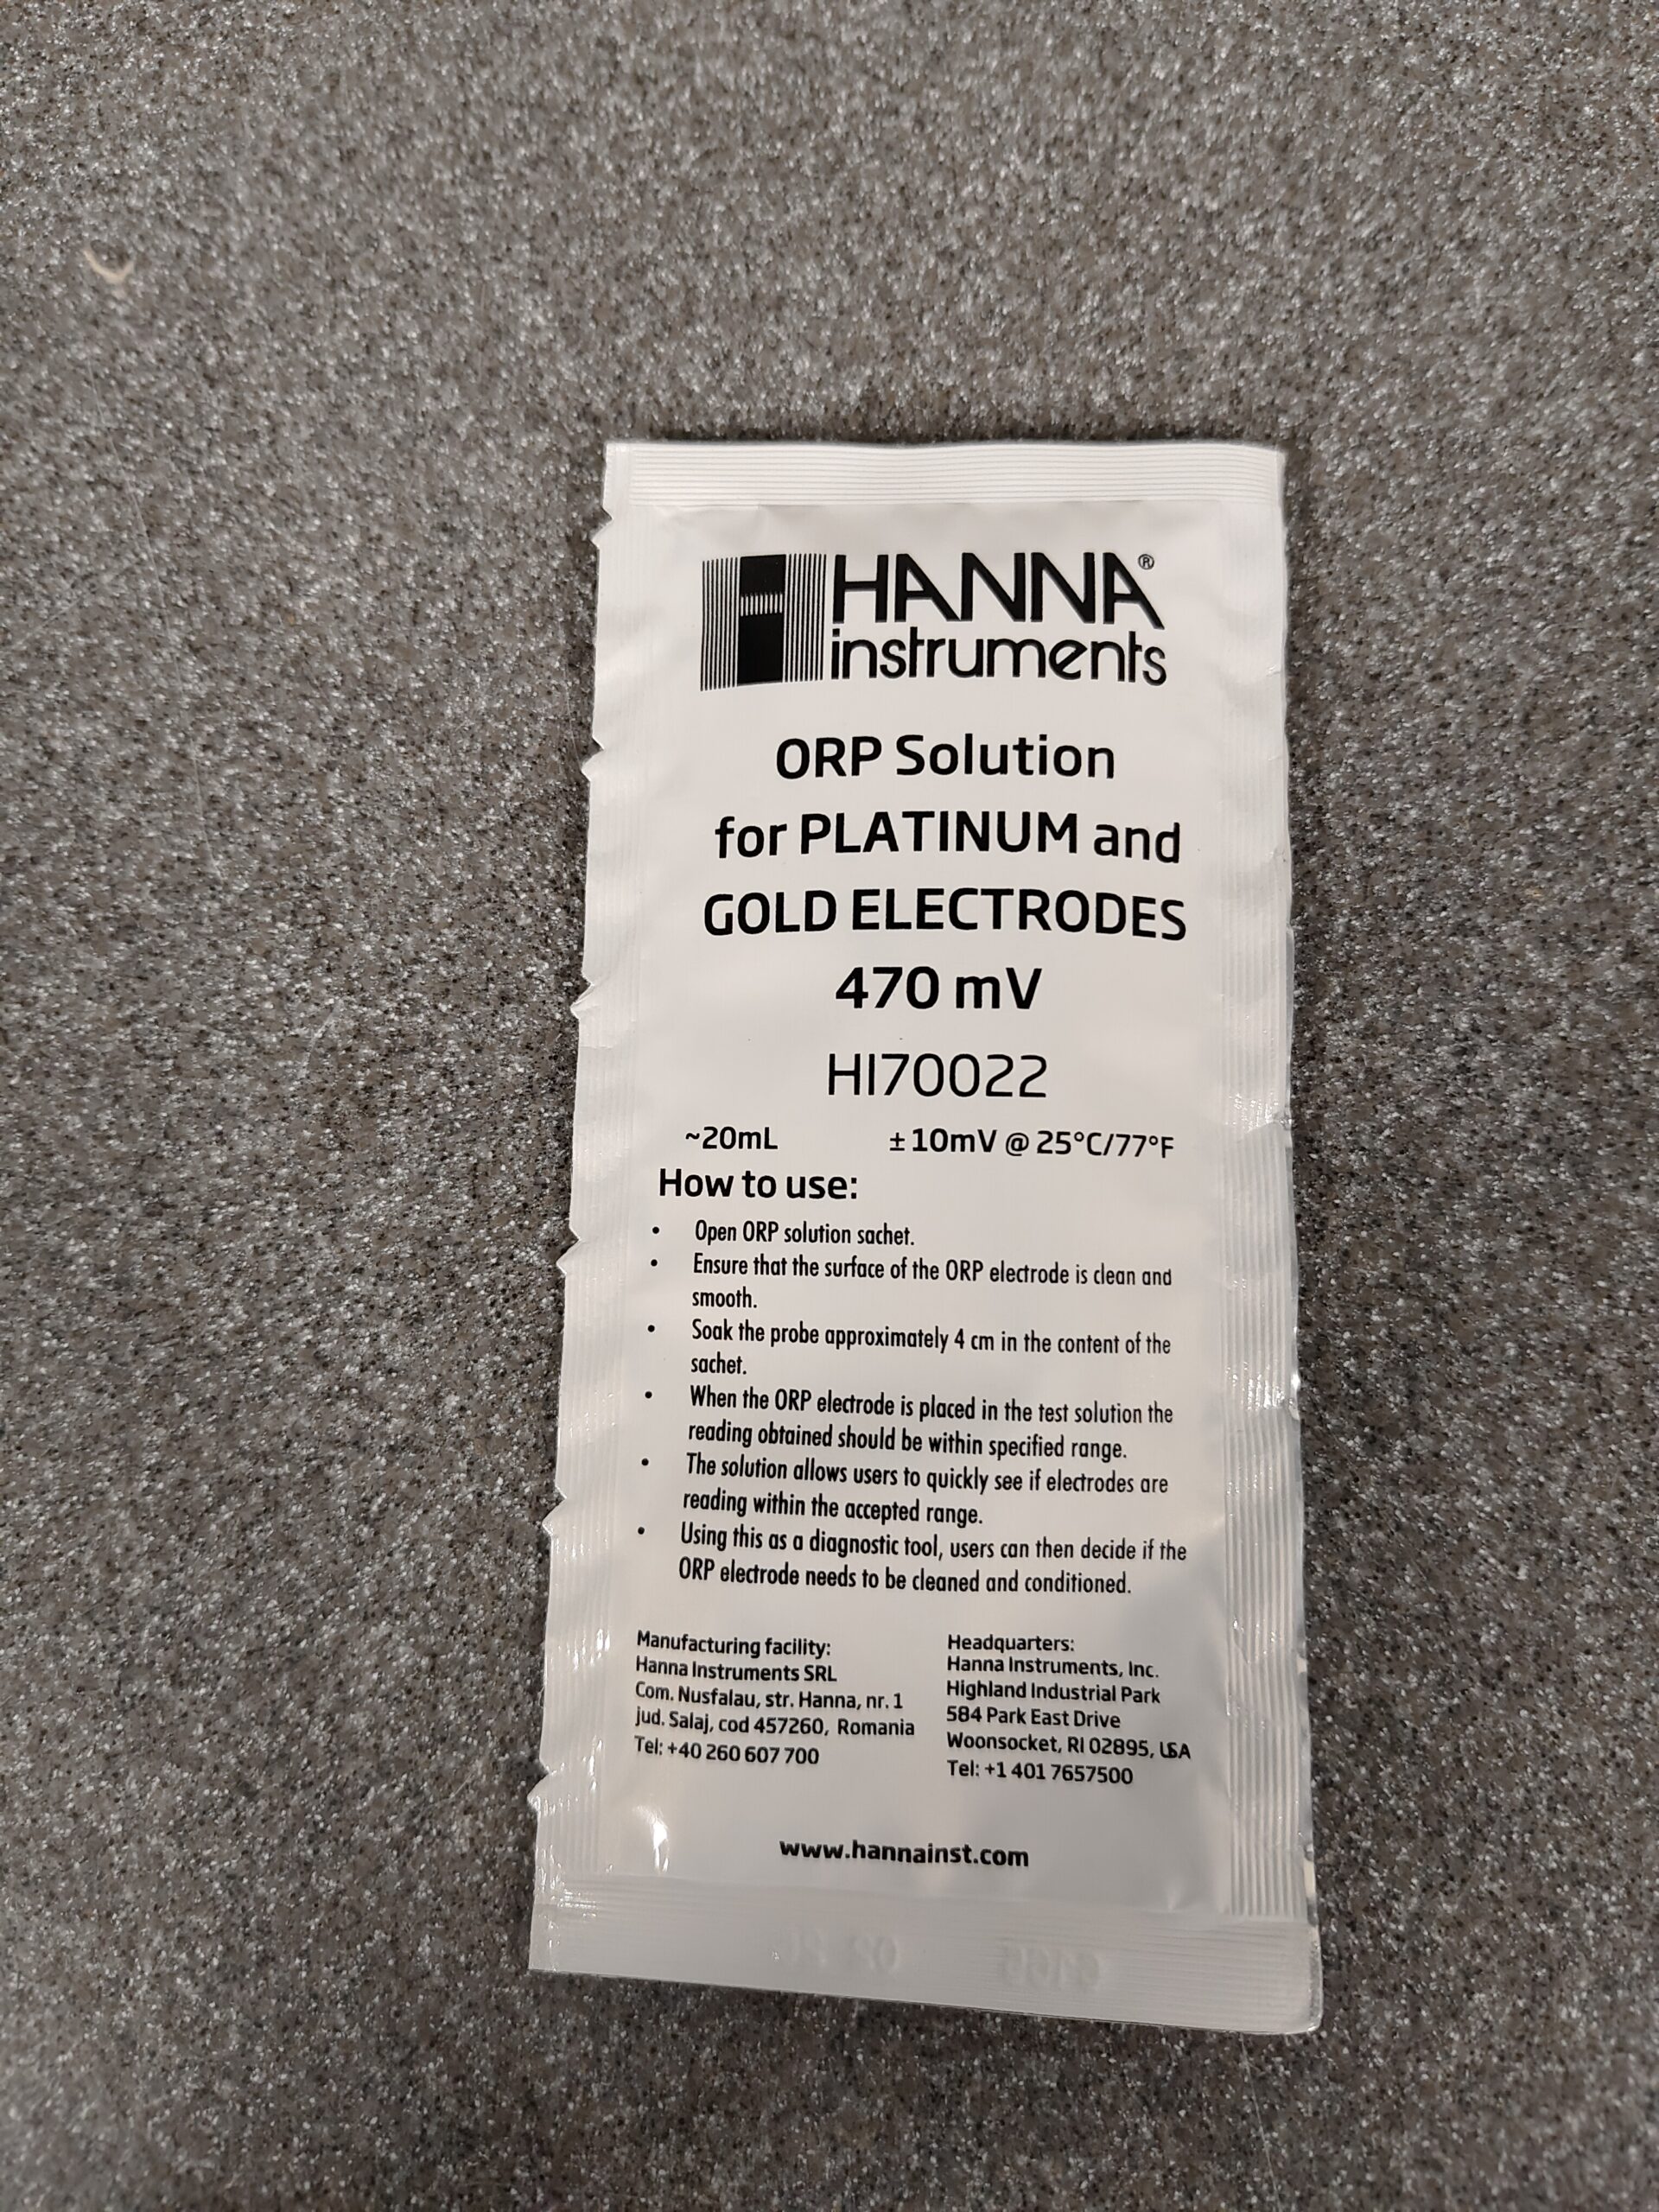 HANNA®
instruments
ORP Solution
for PLATINUM and
GOLD ELECTRODES
470 mV
HI70022
~20mL ±10mV @ 25°C/77°F
How to use:
• Open ORP solution sachet.
• Ensure that the surface of the ORP electrode is clean and
smooth.
• Soak the probe approximately 4 cm in the content of the
sachet.
• When the ORP electrode is placed in the test solution the
reading obtained should be within specified range.
• The solution allows users to quickly see if electrodes are
reading within the accepted range.
• Using this as a diagnostic tool, users can then decide if the
ORP electrode needs to be cleaned and conditioned.
Manufacturing facility:
Hanna Instruments SRL
Com. Nusfalau, str. Hanna, nr. 1
jud. Salaj, cod 457260, Romania
Tel: +40 260 607 700
Headquarters:
Hanna Instruments, Inc.
Highland Industrial Park
584 Park East Drive
Woonsocket, RI 02895, USA
Tel: +1 401 7657500
www.hannainst.com